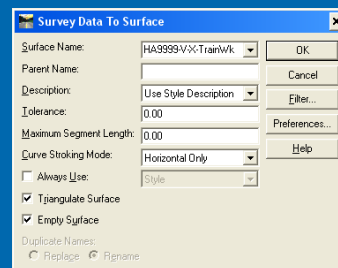 Survey Data To Surface
Surface Name: HA9999-V-X-TrainWk OK
Parent Name: Cancel
Description: Use Style Description Filter...
Tolerance: 0.00 Preferences...
Maximum Segment Length: 0.00 Help
Curve Stroking Mode: Horizontal Only
Always Use: Style
Triangulate Surface
Empty Surface
Duplicate Names:
Replace Rename